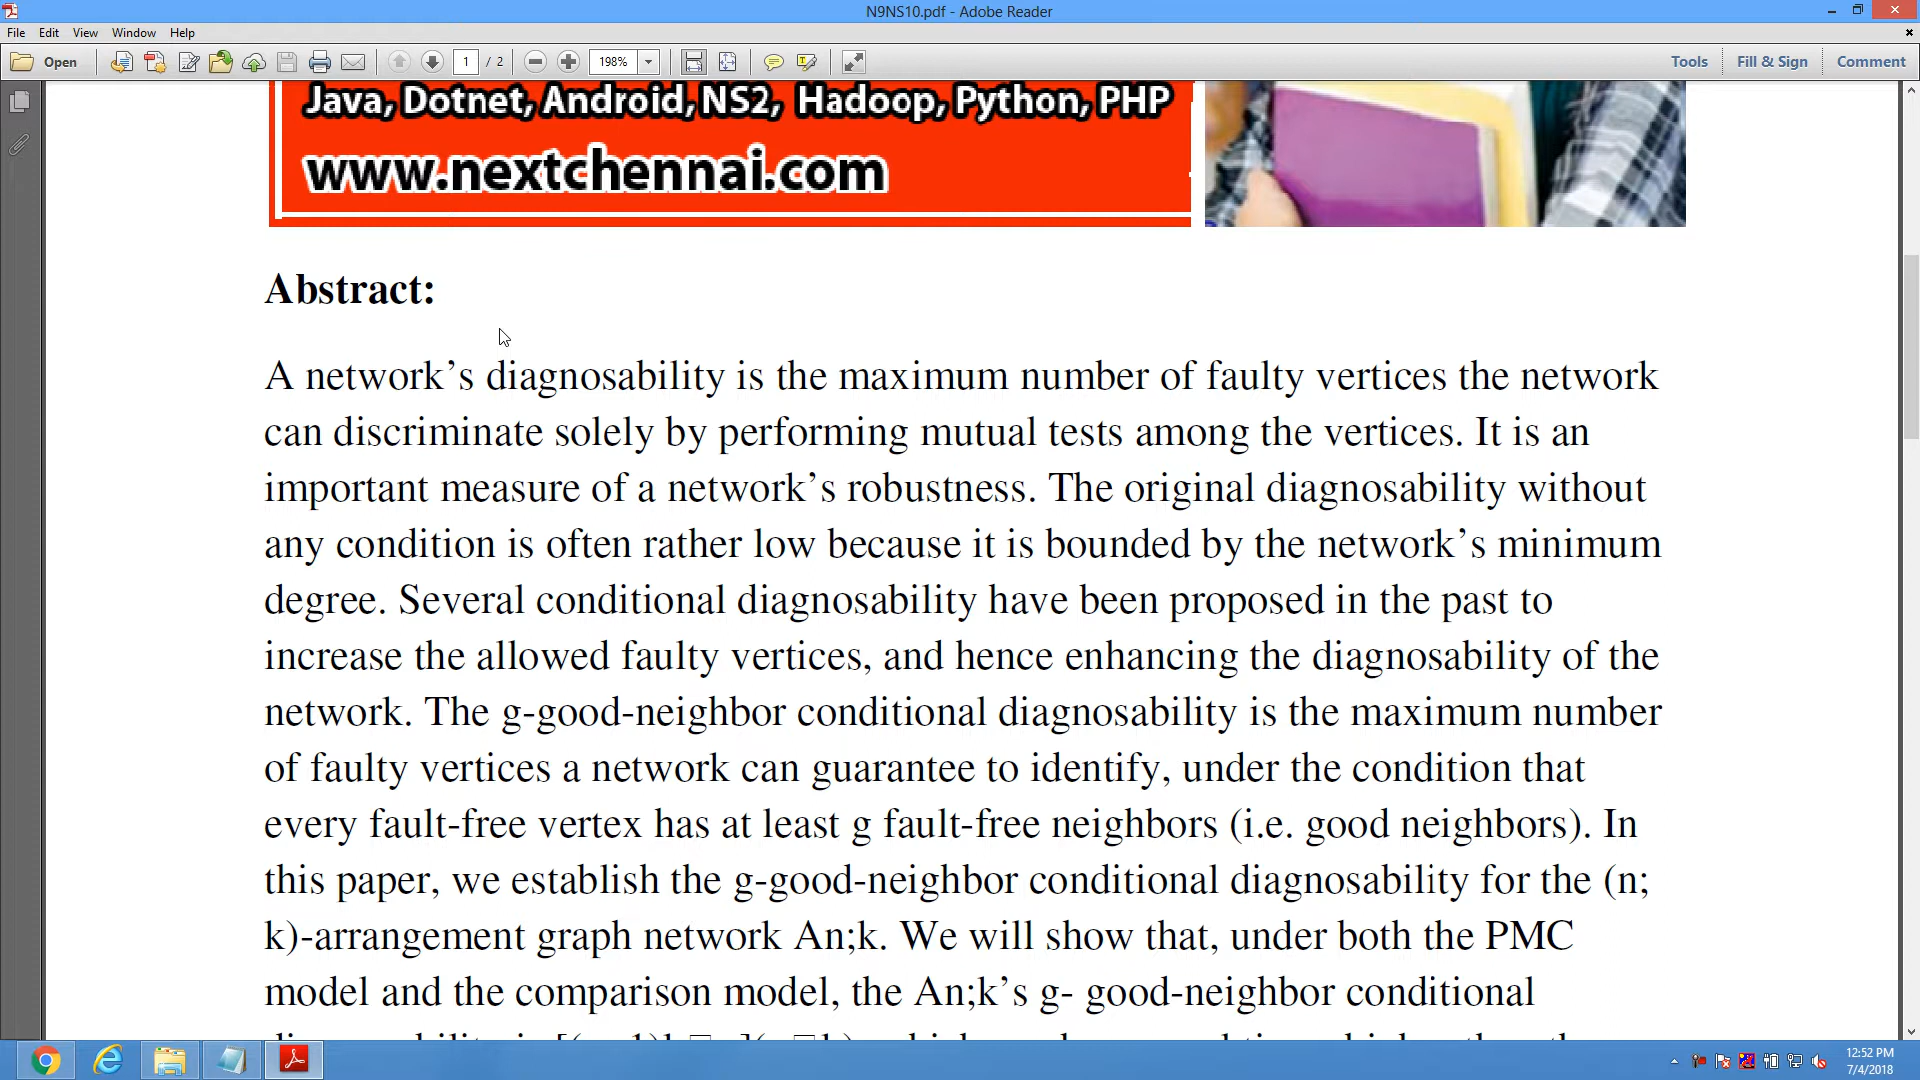 N9NS10.pdf - Adobe Reader
File Edit View Window Help
Open 1 / 2 198% Tools Fill & Sign Comment
Java, Dotnet, Android, NS2, Hadoop, Python, PHP
www.nextchennai.com
Abstract:
A network’s diagnosability is the maximum number of faulty vertices the network
can discriminate solely by performing mutual tests among the vertices. It is an
important measure of a network’s robustness. The original diagnosability without
any condition is often rather low because it is bounded by the network’s minimum
degree. Several conditional diagnosability have been proposed in the past to
increase the allowed faulty vertices, and hence enhancing the diagnosability of the
network. The g-good-neighbor conditional diagnosability is the maximum number
of faulty vertices a network can guarantee to identify, under the condition that
every fault-free vertex has at least g fault-free neighbors (i.e. good neighbors). In
this paper, we establish the g-good-neighbor conditional diagnosability for the (n;
k)-arrangement graph network An;k. We will show that, under both the PMC
model and the comparison model, the An;k’s g- good-neighbor conditional
12:52 PM
7/4/2018